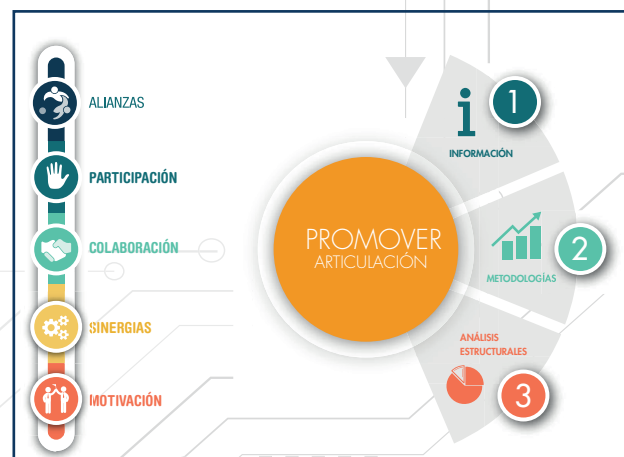 ALIANZAS
PARTICIPACIÓN
COLABORACIÓN
SINERGIAS
MOTIVACIÓN
PROMOVER
ARTICULACIÓN
1
INFORMACIÓN
2
METODOLOGÍAS
ANÁLISIS
ESTRUCTURALES
3